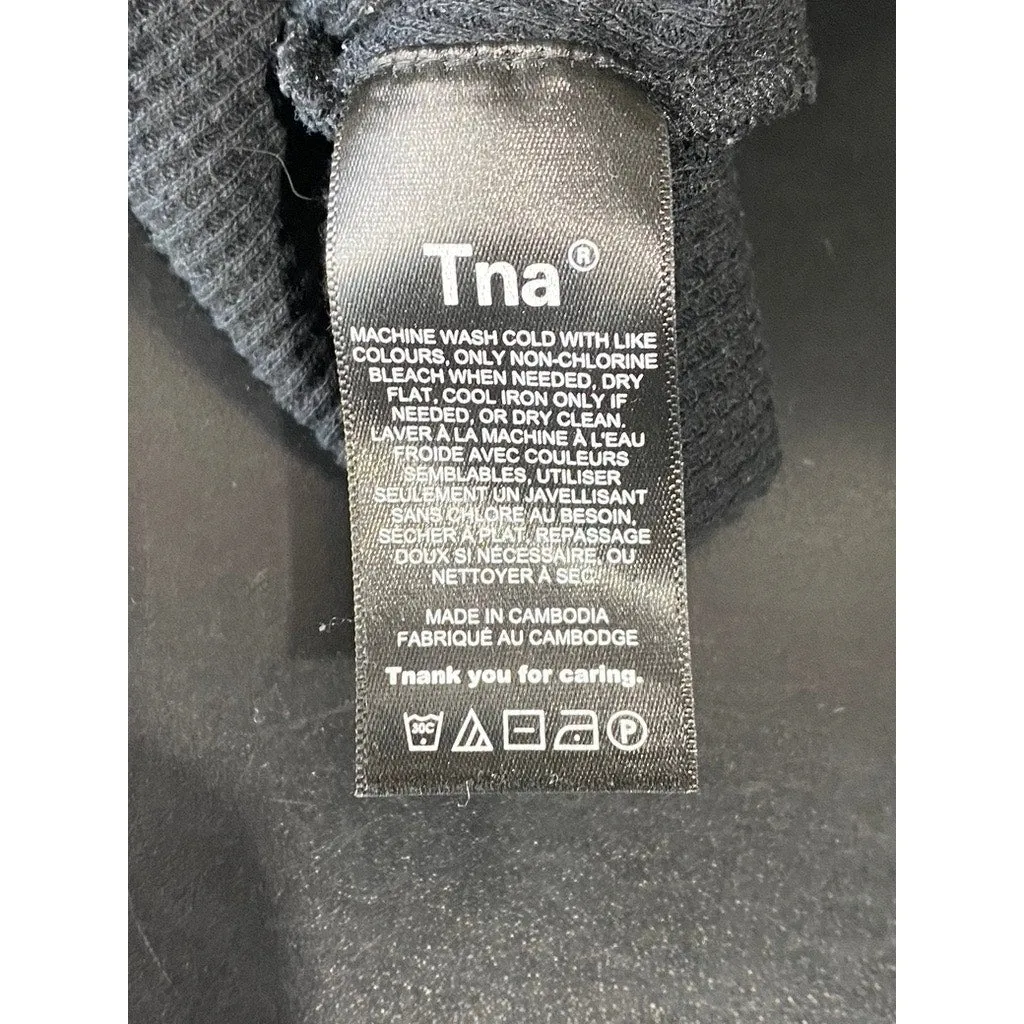 Tna®
MACHINE WASH COLD WITH LIKE
COLOURS, ONLY NON-CHLORINE
BLEACH WHEN NEEDED, DRY
FLAT, COOL IRON ONLY IF
NEEDED, OR DRY CLEAN.
LAVER À LA MACHINE À L'EAU
FROIDE AVEC COULEURS
SEMBLABLES, UTILISER
SEULEMENT UN JAVELLISANT
SANS CHLORE AU BESOIN,
SÉCHER À PLAT, REPASSAGE
DOUX SI NÉCESSAIRE, OU
NETTOYER À SEC.
MADE IN CAMBODIA
FABRIQUÉ AU CAMBODGE
Tnank you for caring.
30C P